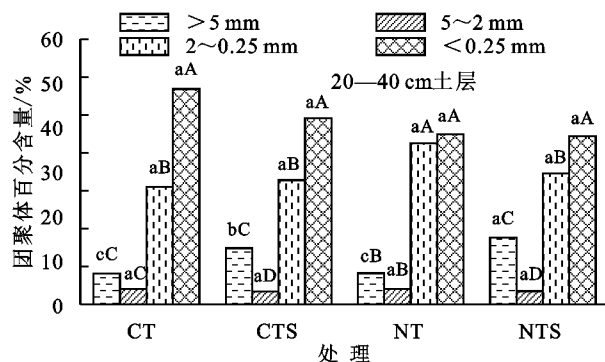 60 >5 mm 5～2 mm
50 2～0.25 mm <0.25 mm
20—40 cm土层
40
30
20
10
0
团聚体百分含量/%
cC aC aB aA
bC aD aB aA
cB aB aA aA
aC aD aB aA
CT CTS NT NTS
处 理